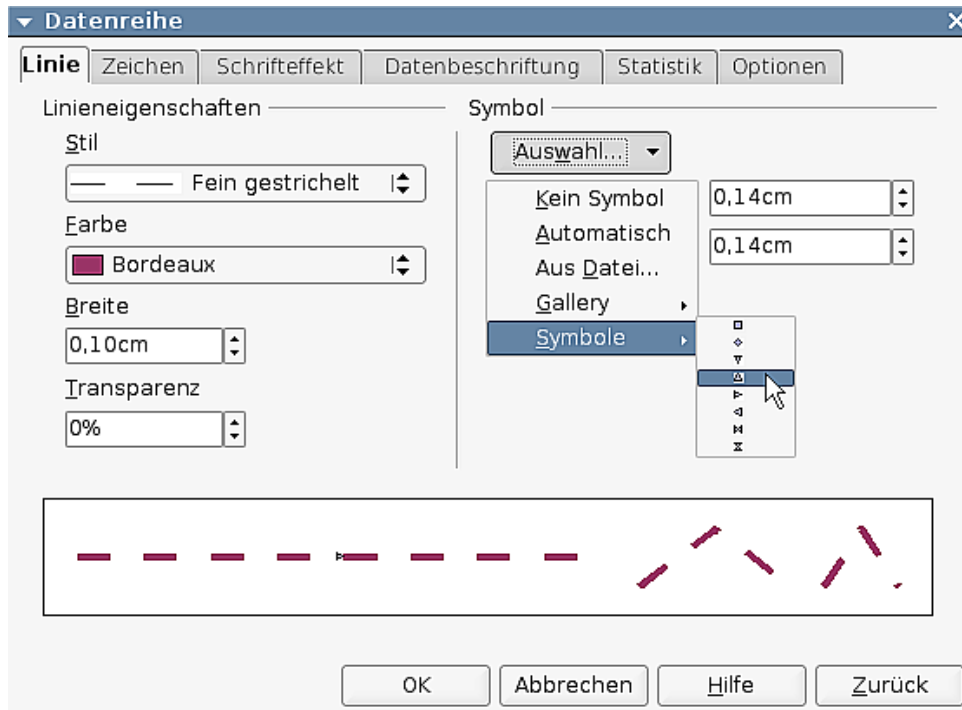 Datenreihe
Linie Zeichen Schrifteffekt Datenbeschriftung Statistik Optionen
Linieneigenschaften
Stil
Fein gestrichelt
Farbe
Bordeaux
Breite
0,10cm
Transparenz
0%
Symbol
Auswahl...
Kein Symbol
Automatisch
Aus Datei...
Gallery
Symbole
0,14cm
0,14cm
OK Abbrechen Hilfe Zurück